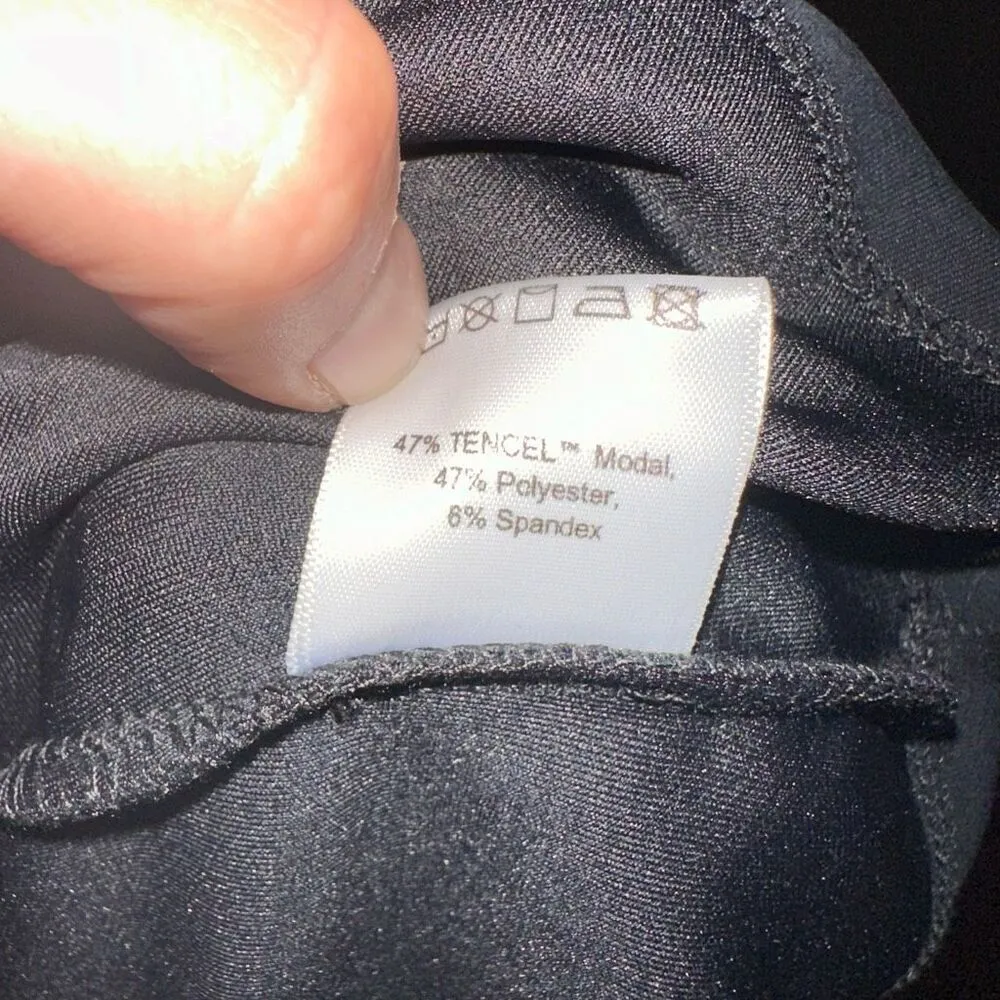 47% TENCEL™ Modal,
47% Polyester,
6% Spandex